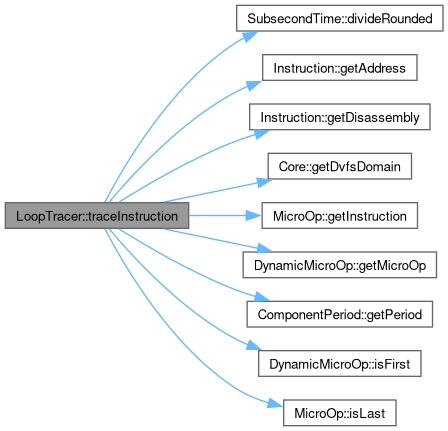 SubsecondTime::divideRounded
Instruction::getAddress
Instruction::getDisassembly
Core::getDvfsDomain
LoopTracer::traceInstruction
MicroOp::getInstruction
DynamicMicroOp::getMicroOp
ComponentPeriod::getPeriod
DynamicMicroOp::isFirst
MicroOp::isLast